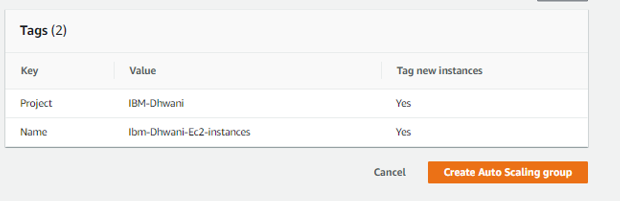 Tags (2)
Key Value Tag new instances
Project IBM-Dhwani Yes
Name Ibm-Dhwani-Ec2-instances Yes
Cancel Create Auto Scaling group